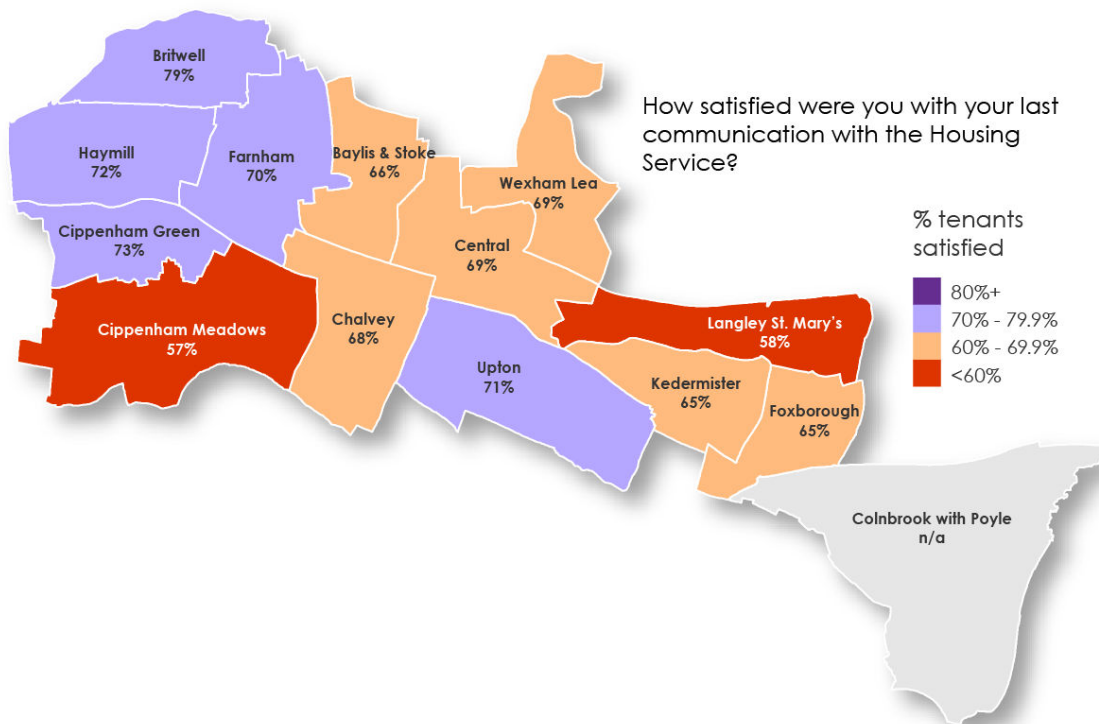 Britwell
79%
Haymill
72%
Farnham
70%
Baylis & Stoke
66%
Wexham Lea
69%
Cippenham Green
73%
Central
69%
Cippenham Meadows
57%
Chalvey
68%
Upton
71%
Langley St. Mary's
58%
Kedermister
65%
Foxborough
65%
Colnbrook with Poyle
n/a
How satisfied were you with your last
communication with the Housing
Service?
% tenants
satisfied
80%+
70% - 79.9%
60% - 69.9%
<60%